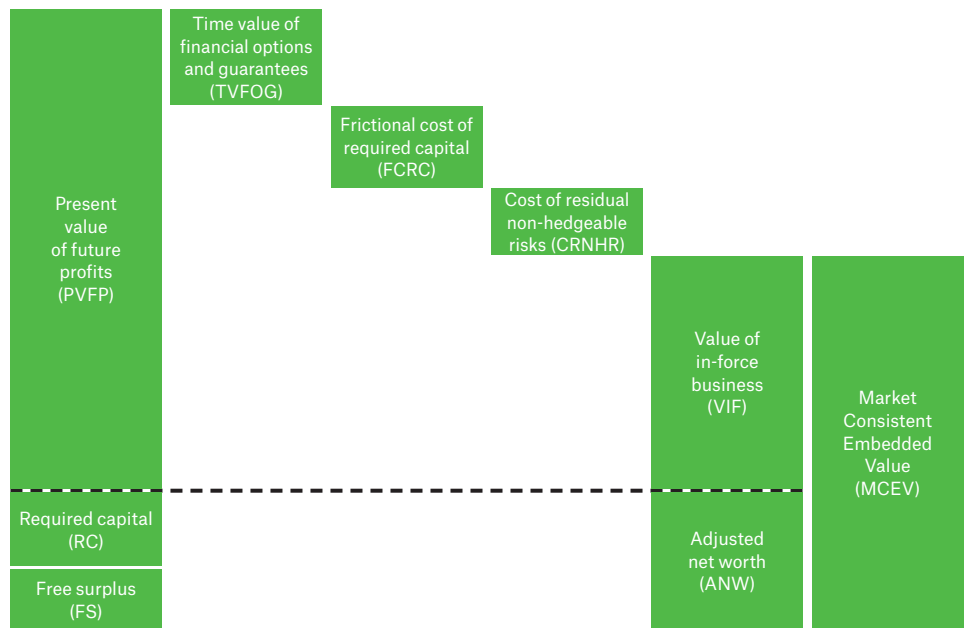 Present
value
of future
profits
(PVFP)
Required capital
(RC)
Free surplus
(FS)
Time value of
financial options
and guarantees
(TVFOG)
Frictional cost of
required capital
(FCRC)
Cost of residual
non-hedgeable
risks (CRNHR)
Value of
in-force
business
(VIF)
Adjusted
net worth
(ANW)
Market
Consistent
Embedded
Value
(MCEV)